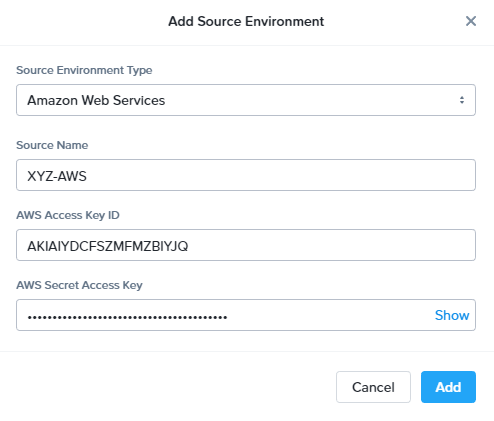 Add Source Environment
Source Environment Type
Amazon Web Services
Source Name
XYZ-AWS
AWS Access Key ID
AKIAIYDCFSZMFMZBIYJQ
AWS Secret Access Key
•••••••••••••••••••••••••••••••••••••••• Show
Cancel Add